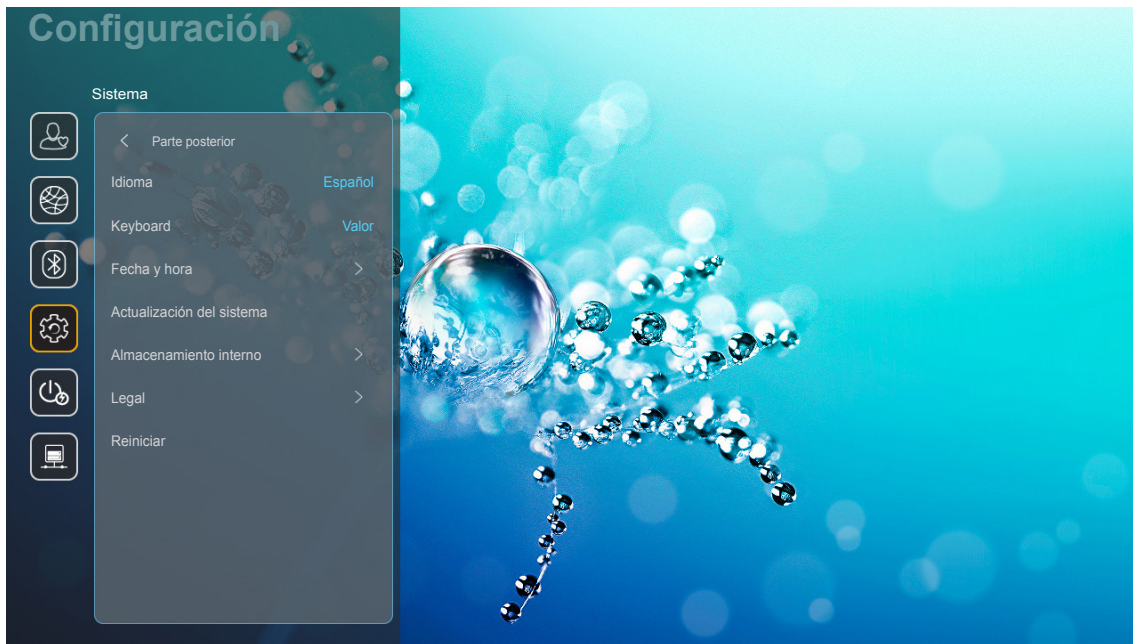 Configuración
Sistema
Parte posterior
Idioma Español
Keyboard Valor
Fecha y hora
Actualización del sistema
Almacenamiento interno
Legal
Reiniciar